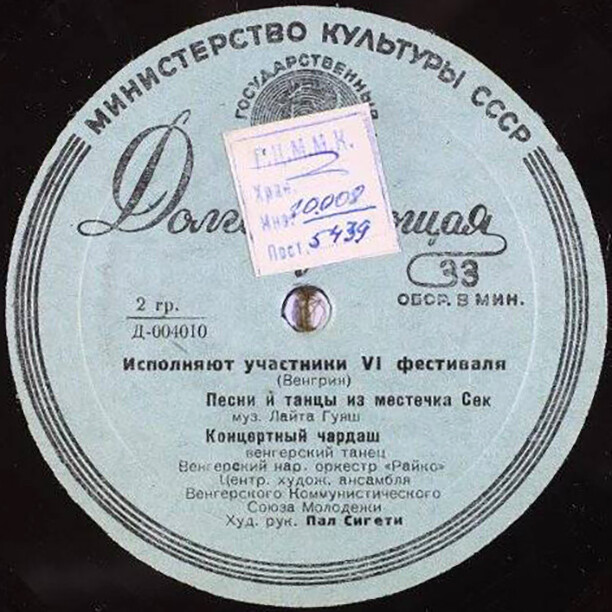 МИНИСТЕРСТВО КУЛЬТУРЫ СССР
ГОСУДАРСТВЕННЫЙ
Г.Ц.М.М.К.
Хран.
Инв. 10.008
Пост. 5439
33
ОБОР. В МИН.
2 гр.
Д-004010
Исполняют участники VI фестиваля
(Венгрия)
Песни и танцы из местечка Сек
муз. Лайта Гуяш
Концертный чардаш
венгерский танец
Венгерский нар. оркестр «Райко»
Центр. худож. ансамбля
Венгерского Коммунистического
Союза Молодежи
Худ. рук. Пал Сигети